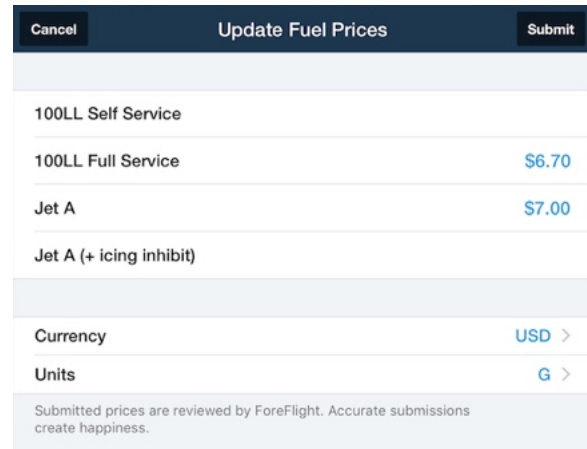 Cancel Update Fuel Prices Submit
100LL Self Service
100LL Full Service $6.70
Jet A $7.00
Jet A (+ icing inhibit)
Currency USD >
Units G >
Submitted prices are reviewed by ForeFlight. Accurate submissions
create happiness.